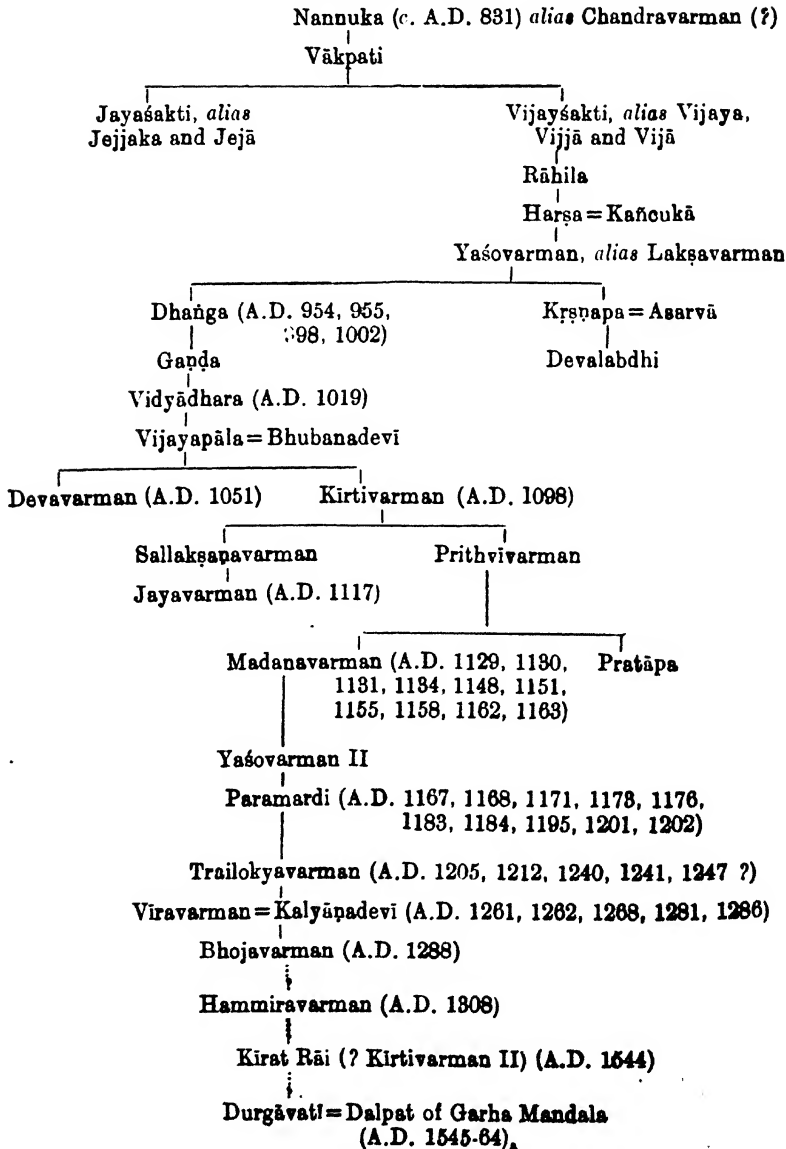 Nannuka (c. A.D. 831) alias Chandravarman (?)
Vākpati
Jayaśakti, alias Vijayśakti, alias Vijaya,
Jejjaka and Jejā Vijjā and Vijā
Rāhila
Harṣa = Kañcukā
Yaśovarman, alias Lakṣavarman
Dhaṅga (A.D. 954, 955, Kṛṣṇapa = Asarvā
998, 1002)
Gaṇḍa Devalabdhi
Vidyādhara (A.D. 1019)
Vijayapāla = Bhubanadevī
Devavarman (A.D. 1051) Kīrtivarman (A.D. 1098)
Sallakṣaṇavarman Prithvīvarman
Jayavarman (A.D. 1117)
Madanavarman (A.D. 1129, 1130, Pratāpa
1131, 1134, 1148, 1151,
1155, 1158, 1162, 1163)
Yaśovarman II
Paramardi (A.D. 1167, 1168, 1171, 1173, 1176,
1183, 1184, 1195, 1201, 1202)
Trailokyavarman (A.D. 1205, 1212, 1240, 1241, 1247 ?)
Vīravarman = Kalyāṇadevī (A.D. 1261, 1262, 1268, 1281, 1286)
Bhojavarman (A.D. 1288)
Hammīravarman (A.D. 1308)
Kīrat Rāi (? Kīrtivarman II) (A.D. 1544)
Durgāvatī = Dalpat of Garha Mandala
(A.D. 1545-64).